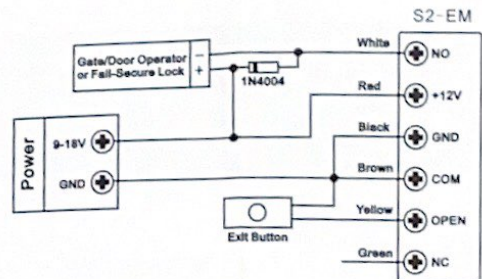 S2-EM
Gate/Door Operator
or Fail-Secure Lock
−
+
1N4004
White
NO
Red
+12V
Black
GND
Brown
COM
Yellow
OPEN
Green
NC
Power
9-18V
GND
Exit Button